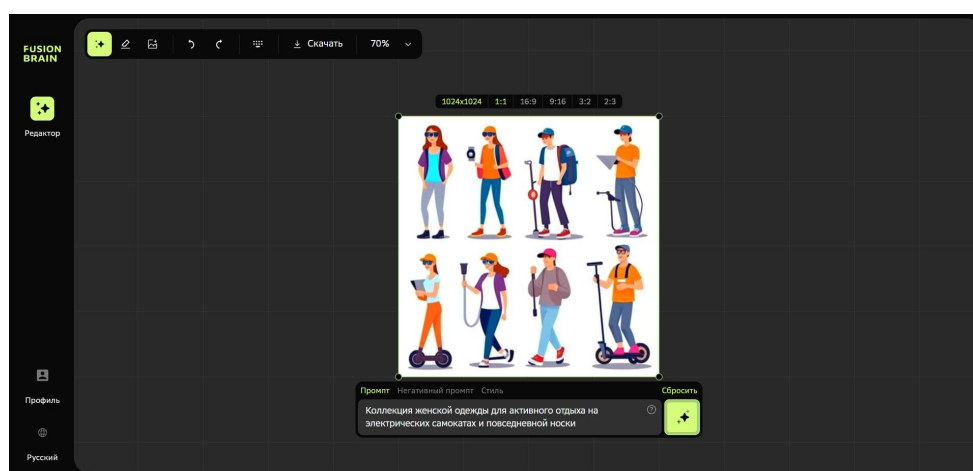 FUSION
BRAIN
Скачать
70%
1024x1024 1:1 16:9 9:16 3:2 2:3
Редактор
Промпт Негативный промпт Стиль Сбросить
Коллекция женской одежды для активного отдыха на
электрических самокатах и повседневной носки
Профиль
Русский